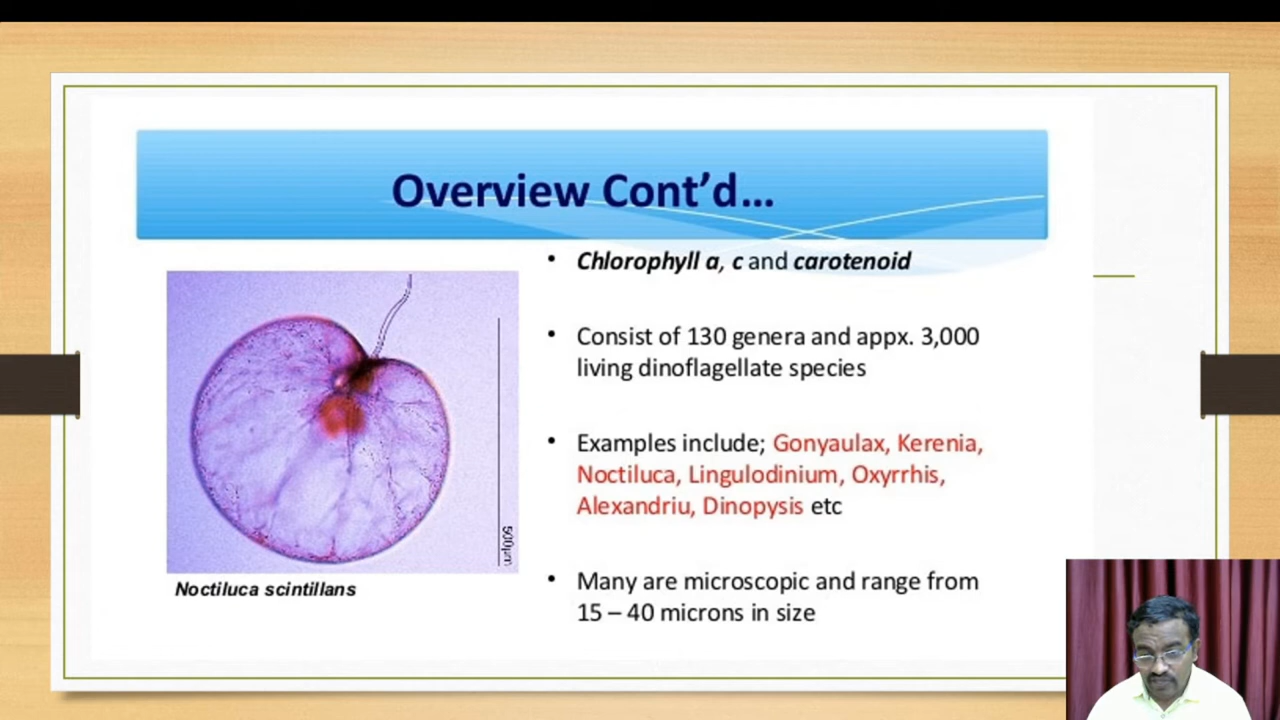 Overview Cont’d...
• Chlorophyll a, c and carotenoid
• Consist of 130 genera and appx. 3,000
living dinoflagellate species
• Examples include; Gonyaulax, Kerenia,
Noctiluca, Lingulodinium, Oxyrrhis,
Alexandriu, Dinopysis etc
• Many are microscopic and range from
15 – 40 microns in size
500μm
Noctiluca scintillans